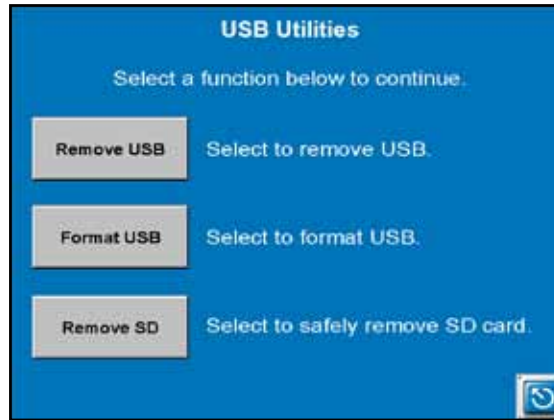 USB Utilities
Select a function below to continue.
Remove USB
Select to remove USB.
Format USB
Select to format USB.
Remove SD
Select to safely remove SD card.